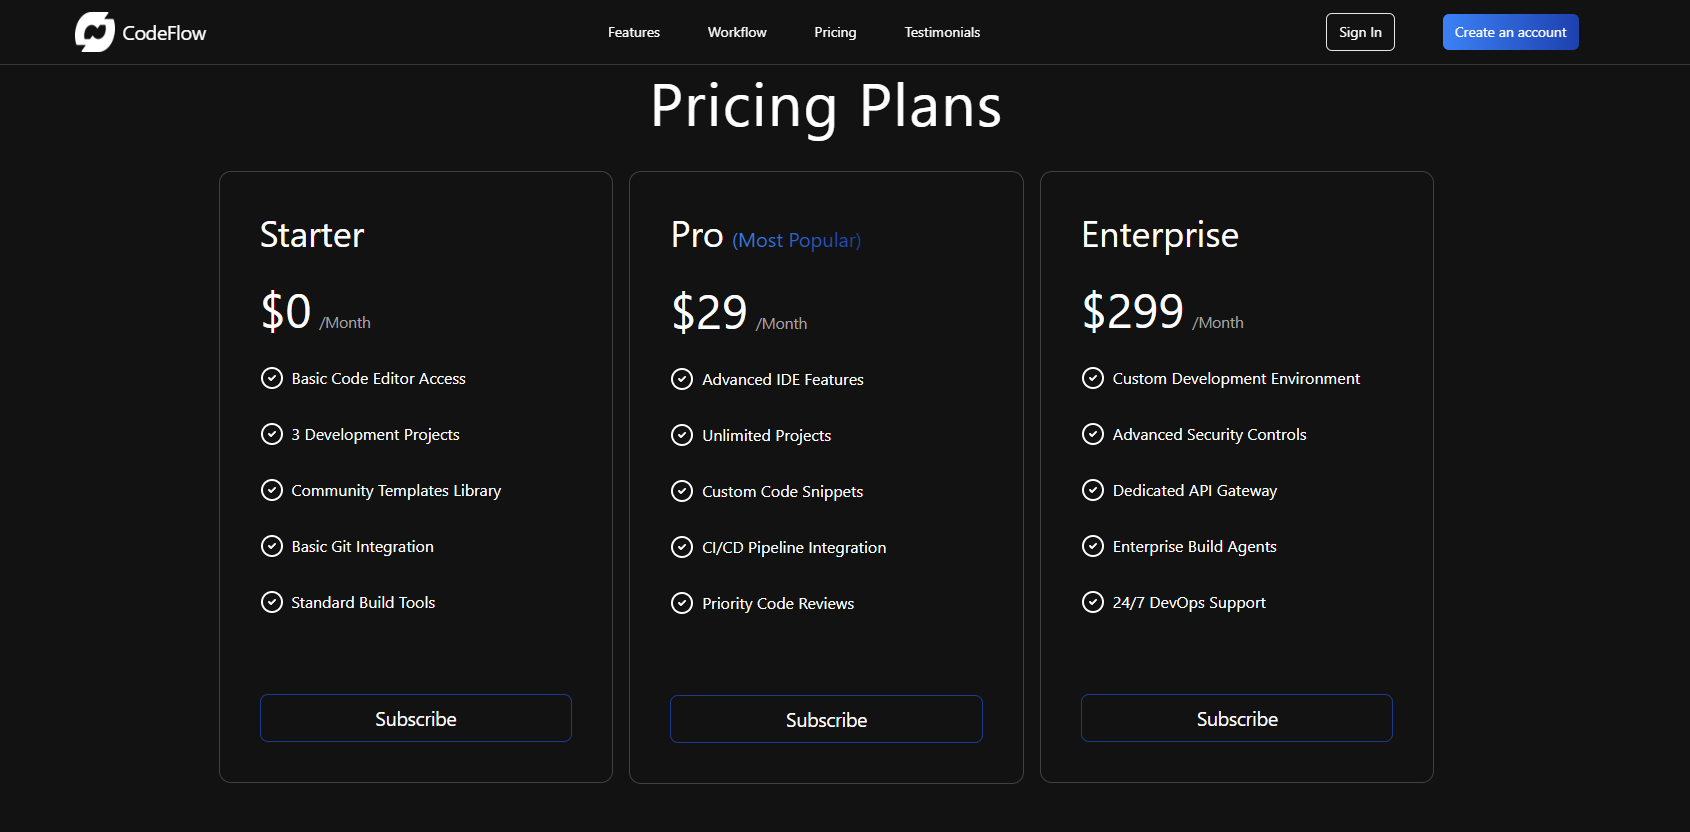 CodeFlow
Features
Workflow
Pricing
Testimonials
Sign In
Create an account
Pricing Plans
Starter
$0 /Month
Basic Code Editor Access
3 Development Projects
Community Templates Library
Basic Git Integration
Standard Build Tools
Subscribe
Pro (Most Popular)
$29 /Month
Advanced IDE Features
Unlimited Projects
Custom Code Snippets
CI/CD Pipeline Integration
Priority Code Reviews
Subscribe
Enterprise
$299 /Month
Custom Development Environment
Advanced Security Controls
Dedicated API Gateway
Enterprise Build Agents
24/7 DevOps Support
Subscribe